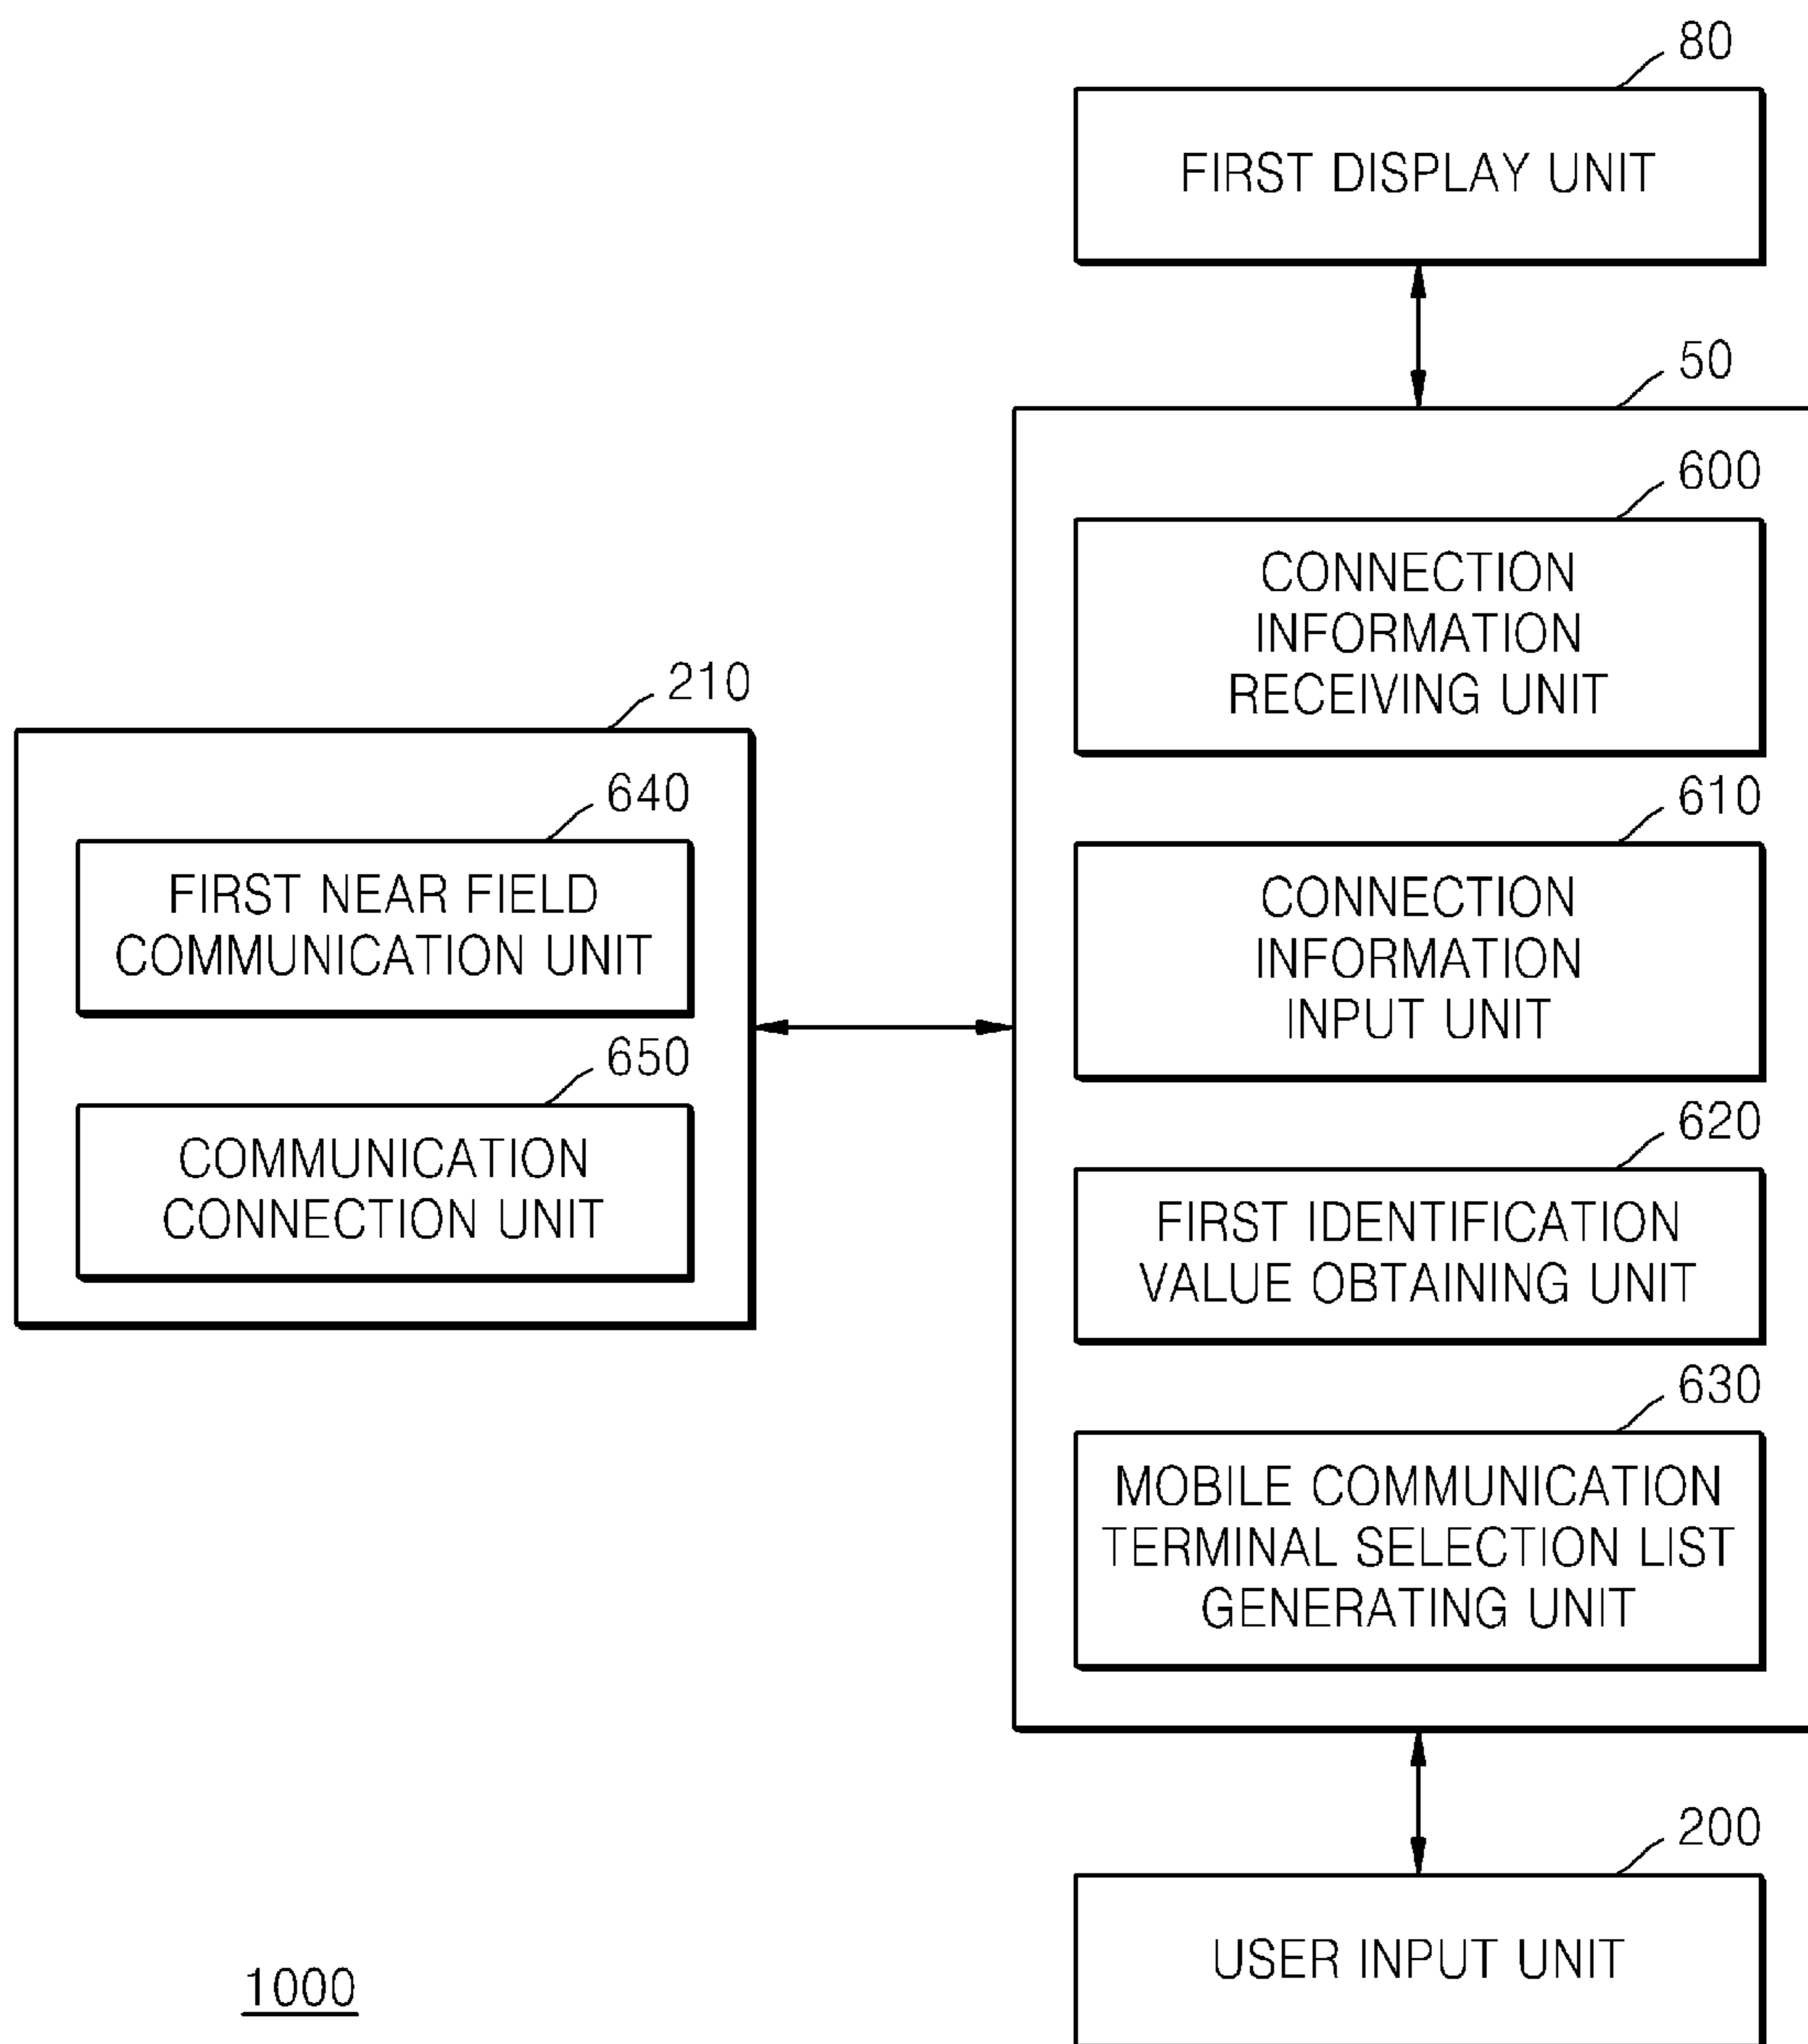 80
FIRST DISPLAY UNIT
50
600
CONNECTION
INFORMATION
RECEIVING UNIT
210
640
FIRST NEAR FIELD
COMMUNICATION UNIT
650
COMMUNICATION
CONNECTION UNIT
610
CONNECTION
INFORMATION
INPUT UNIT
620
FIRST IDENTIFICATION
VALUE OBTAINING UNIT
630
MOBILE COMMUNICATION
TERMINAL SELECTION LIST
GENERATING UNIT
200
USER INPUT UNIT
1000